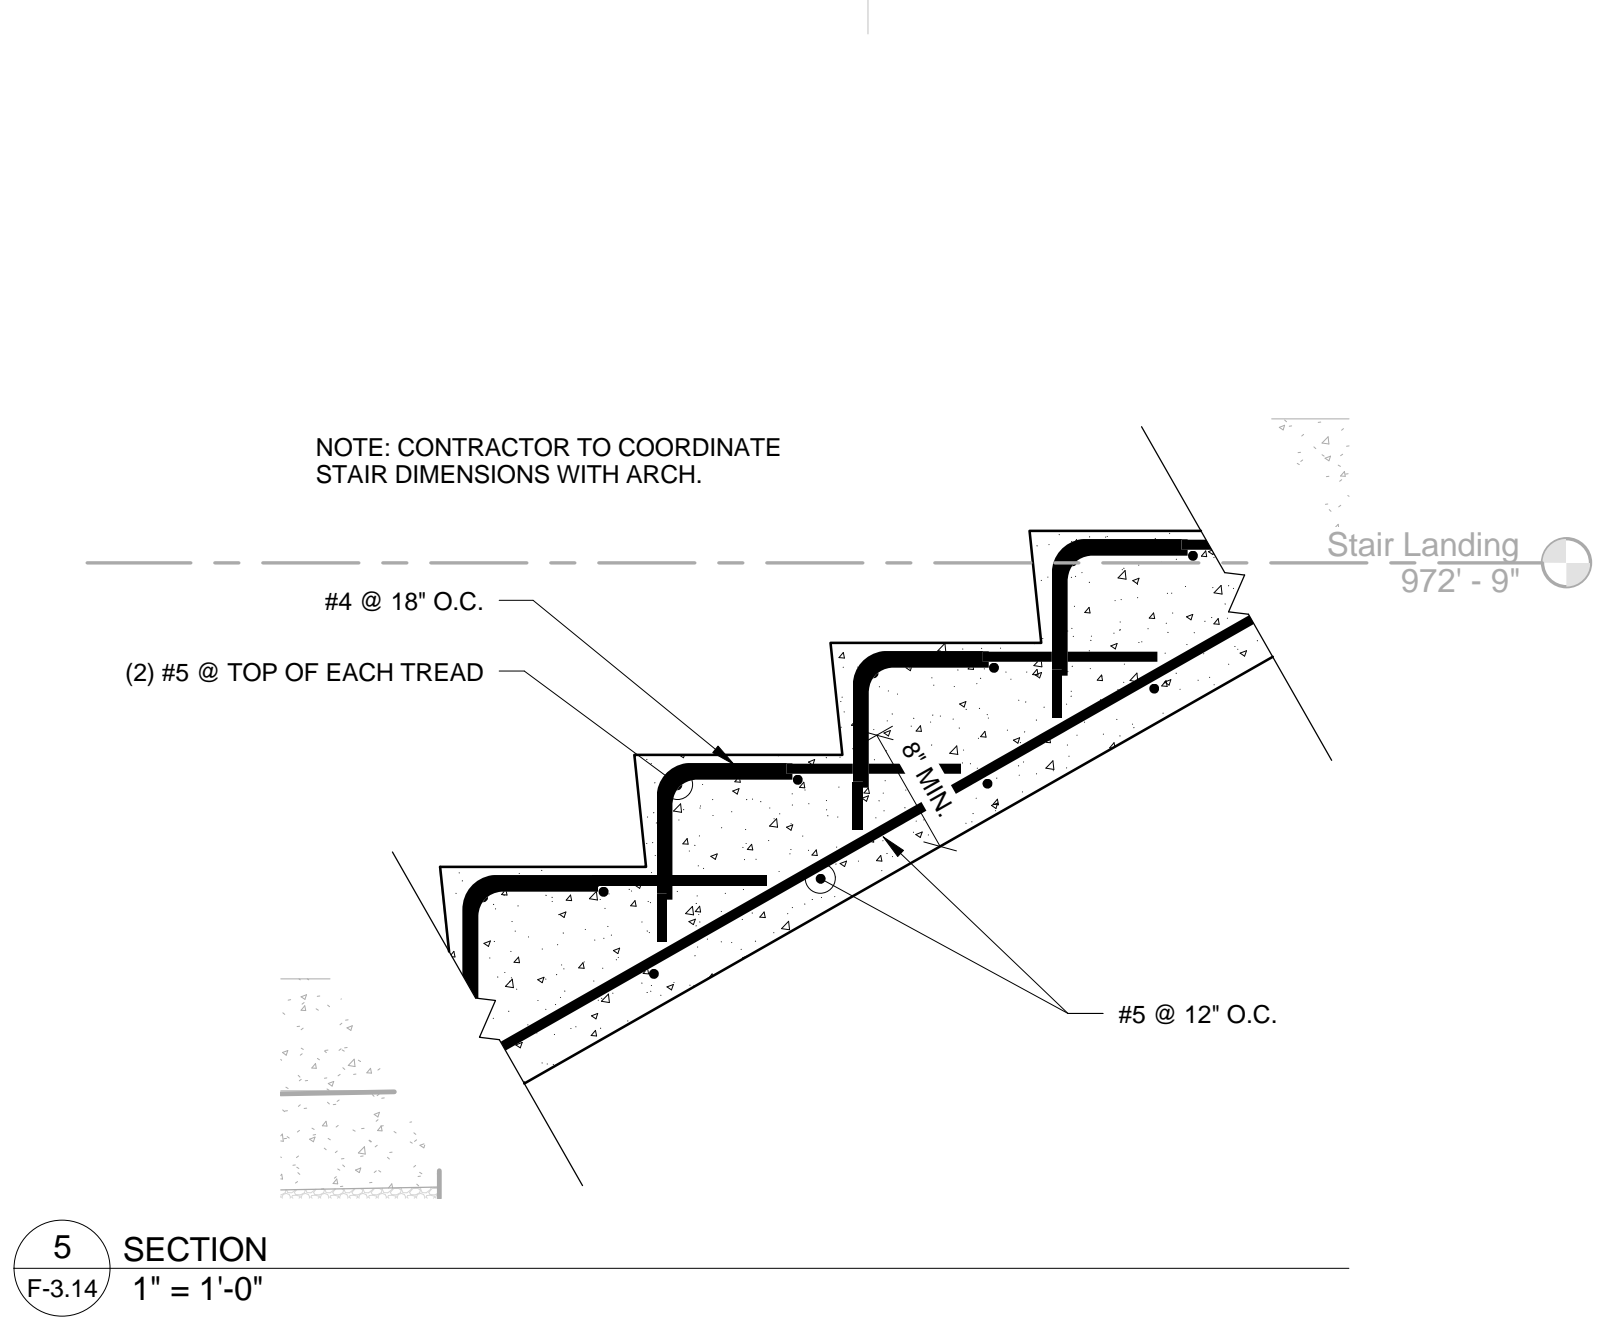 NOTE: CONTRACTOR TO COORDINATE
STAIR DIMENSIONS WITH ARCH.
Stair Landing
972' - 9"
#4 @ 18" O.C.
(2) #5 @ TOP OF EACH TREAD
8" MIN.
#5 @ 12" O.C.
5
SECTION
F-3.14
1" = 1'-0"